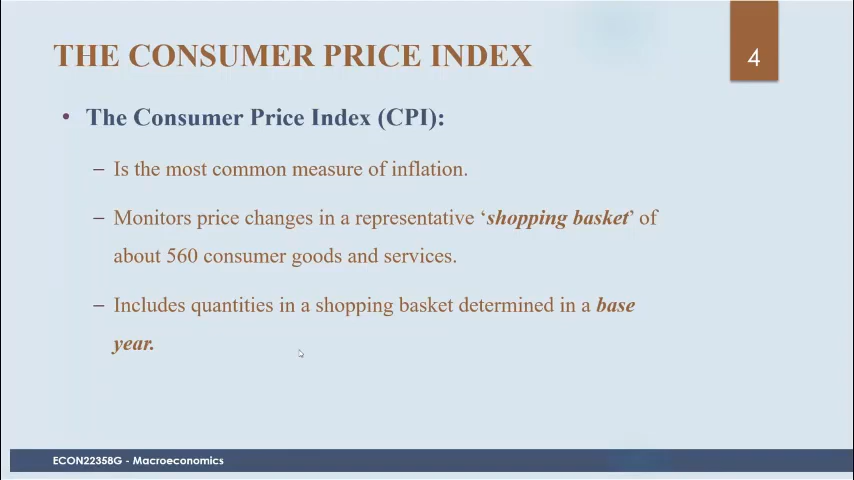 THE CONSUMER PRICE INDEX
4
• The Consumer Price Index (CPI):
– Is the most common measure of inflation.
– Monitors price changes in a representative ‘shopping basket’ of
about 560 consumer goods and services.
– Includes quantities in a shopping basket determined in a base
year.
ECON22358G - Macroeconomics